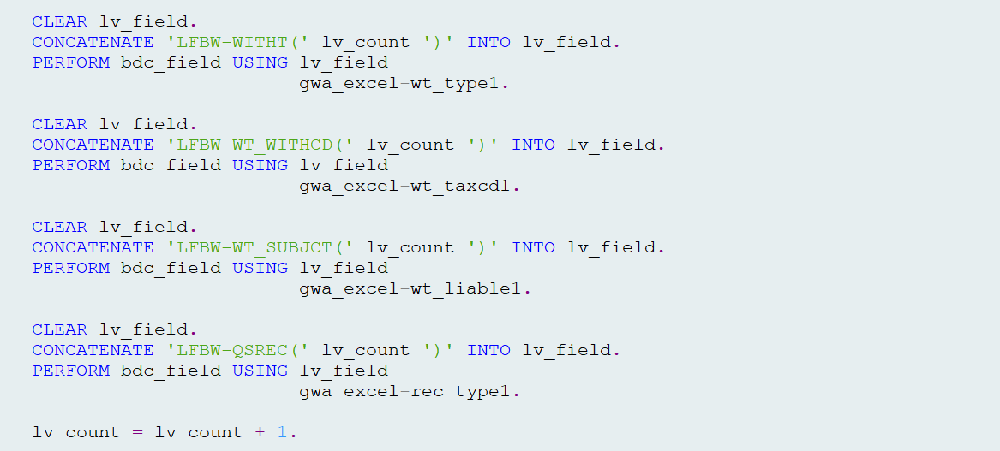 CLEAR lv_field.
CONCATENATE 'LFBW-WITHT(' lv_count ')' INTO lv_field.
PERFORM bdc_field USING lv_field
gwa_excel-wt_type1.
CLEAR lv_field.
CONCATENATE 'LFBW-WT_WITHCD(' lv_count ')' INTO lv_field.
PERFORM bdc_field USING lv_field
gwa_excel-wt_taxcd1.
CLEAR lv_field.
CONCATENATE 'LFBW-WT_SUBJCT(' lv_count ')' INTO lv_field.
PERFORM bdc_field USING lv_field
gwa_excel-wt_liable1.
CLEAR lv_field.
CONCATENATE 'LFBW-QSREC(' lv_count ')' INTO lv_field.
PERFORM bdc_field USING lv_field
gwa_excel-rec_type1.
lv_count = lv_count + 1.